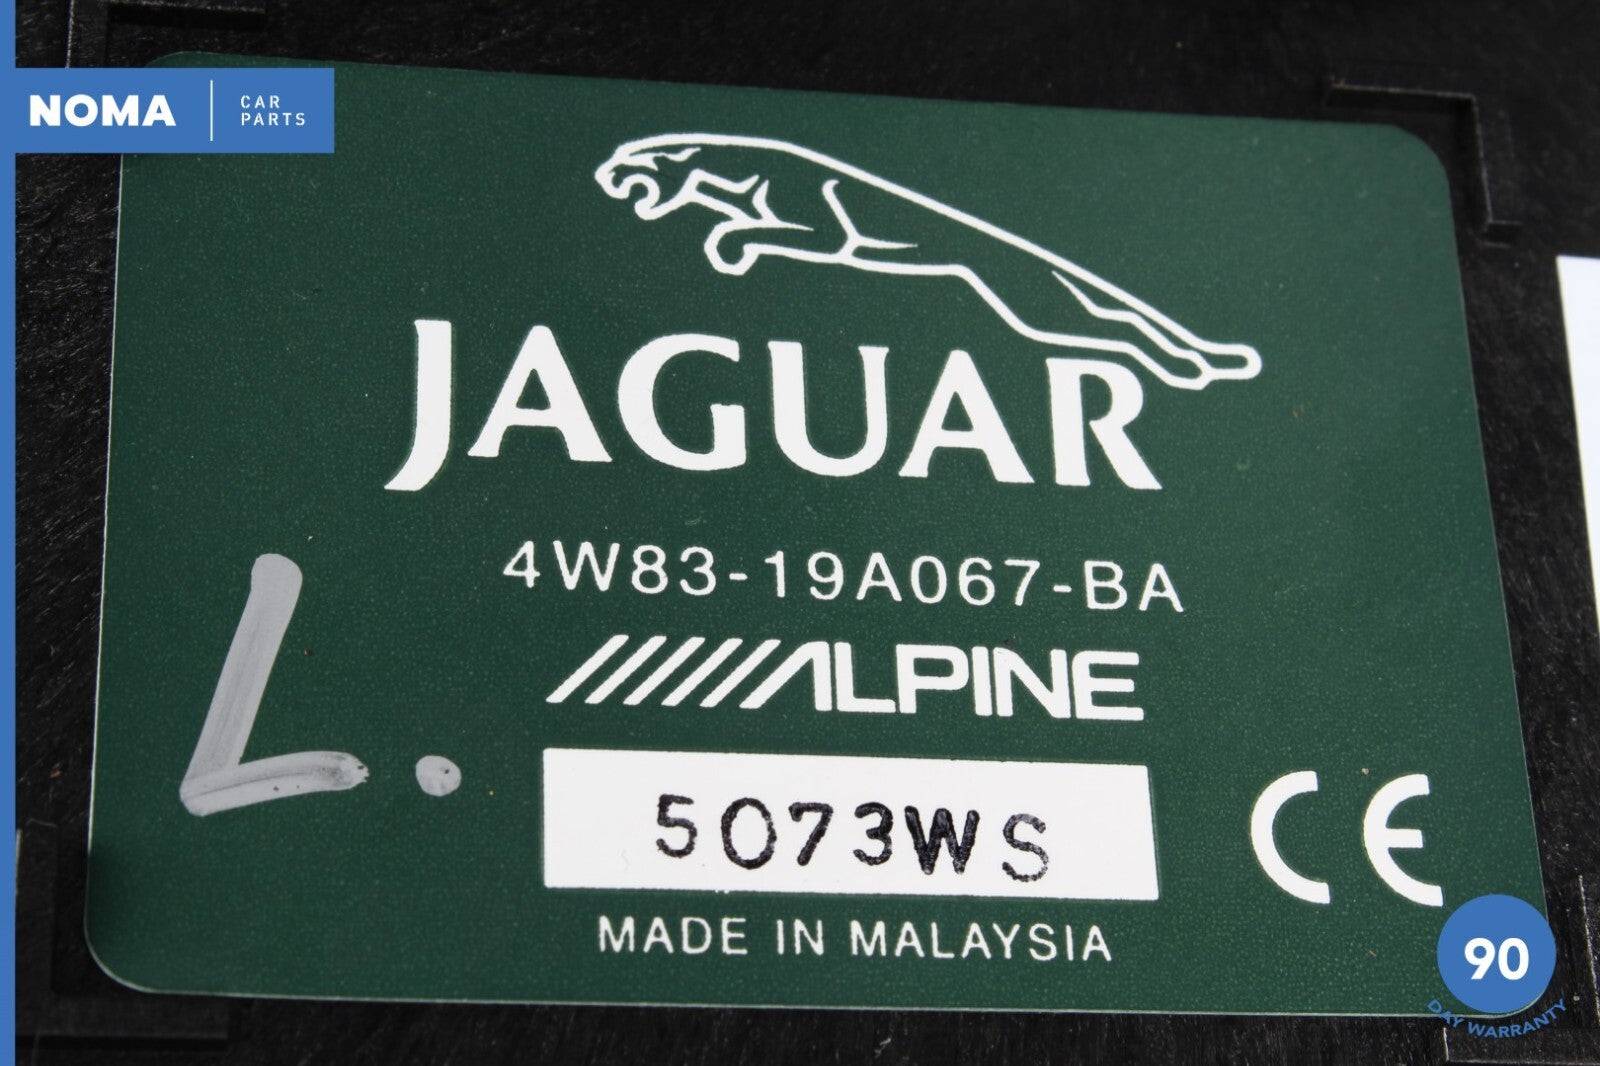 NOMA
CAR
PARTS
JAGUAR
4W83-19A067-BA
ALPINE
L.
5073WS
CE
MADE IN MALAYSIA
90
DAY WARRANTY